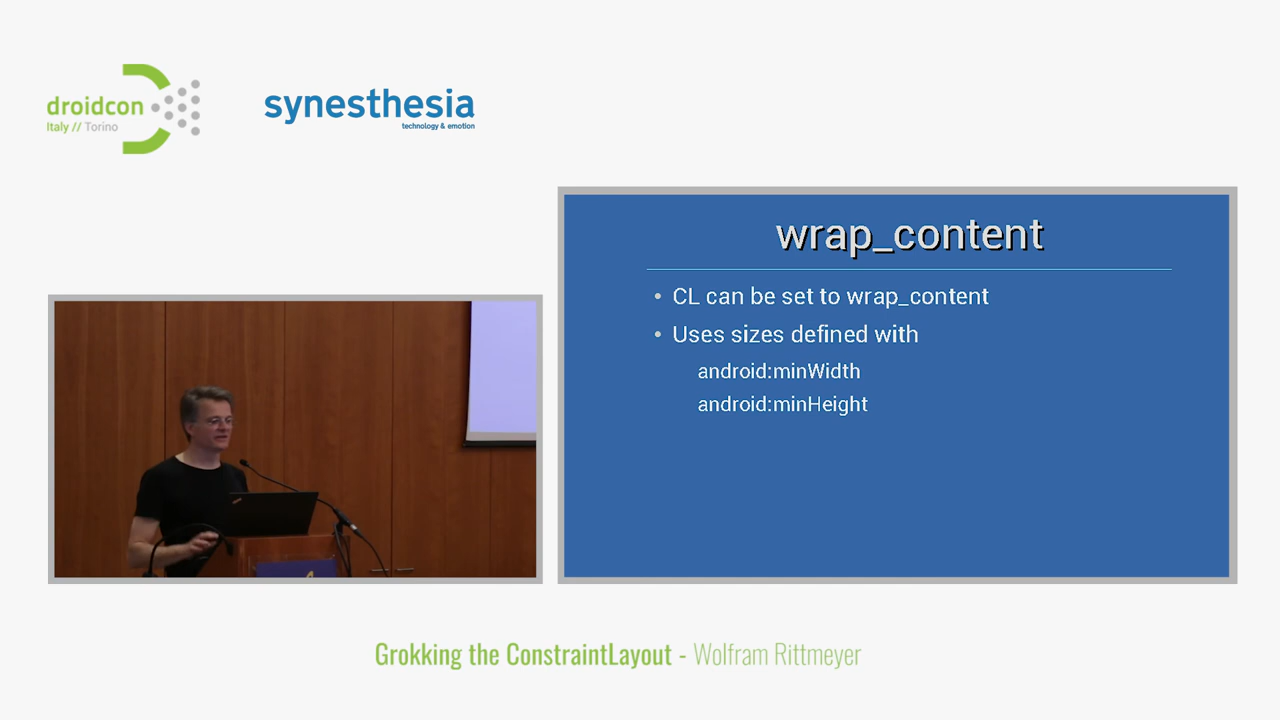 droidcon
Italy // Torino
synesthesia
technology & emotion
wrap_content
• CL can be set to wrap_content
• Uses sizes defined with
android:minWidth
android:minHeight
Grokking the ConstraintLayout - Wolfram Rittmeyer